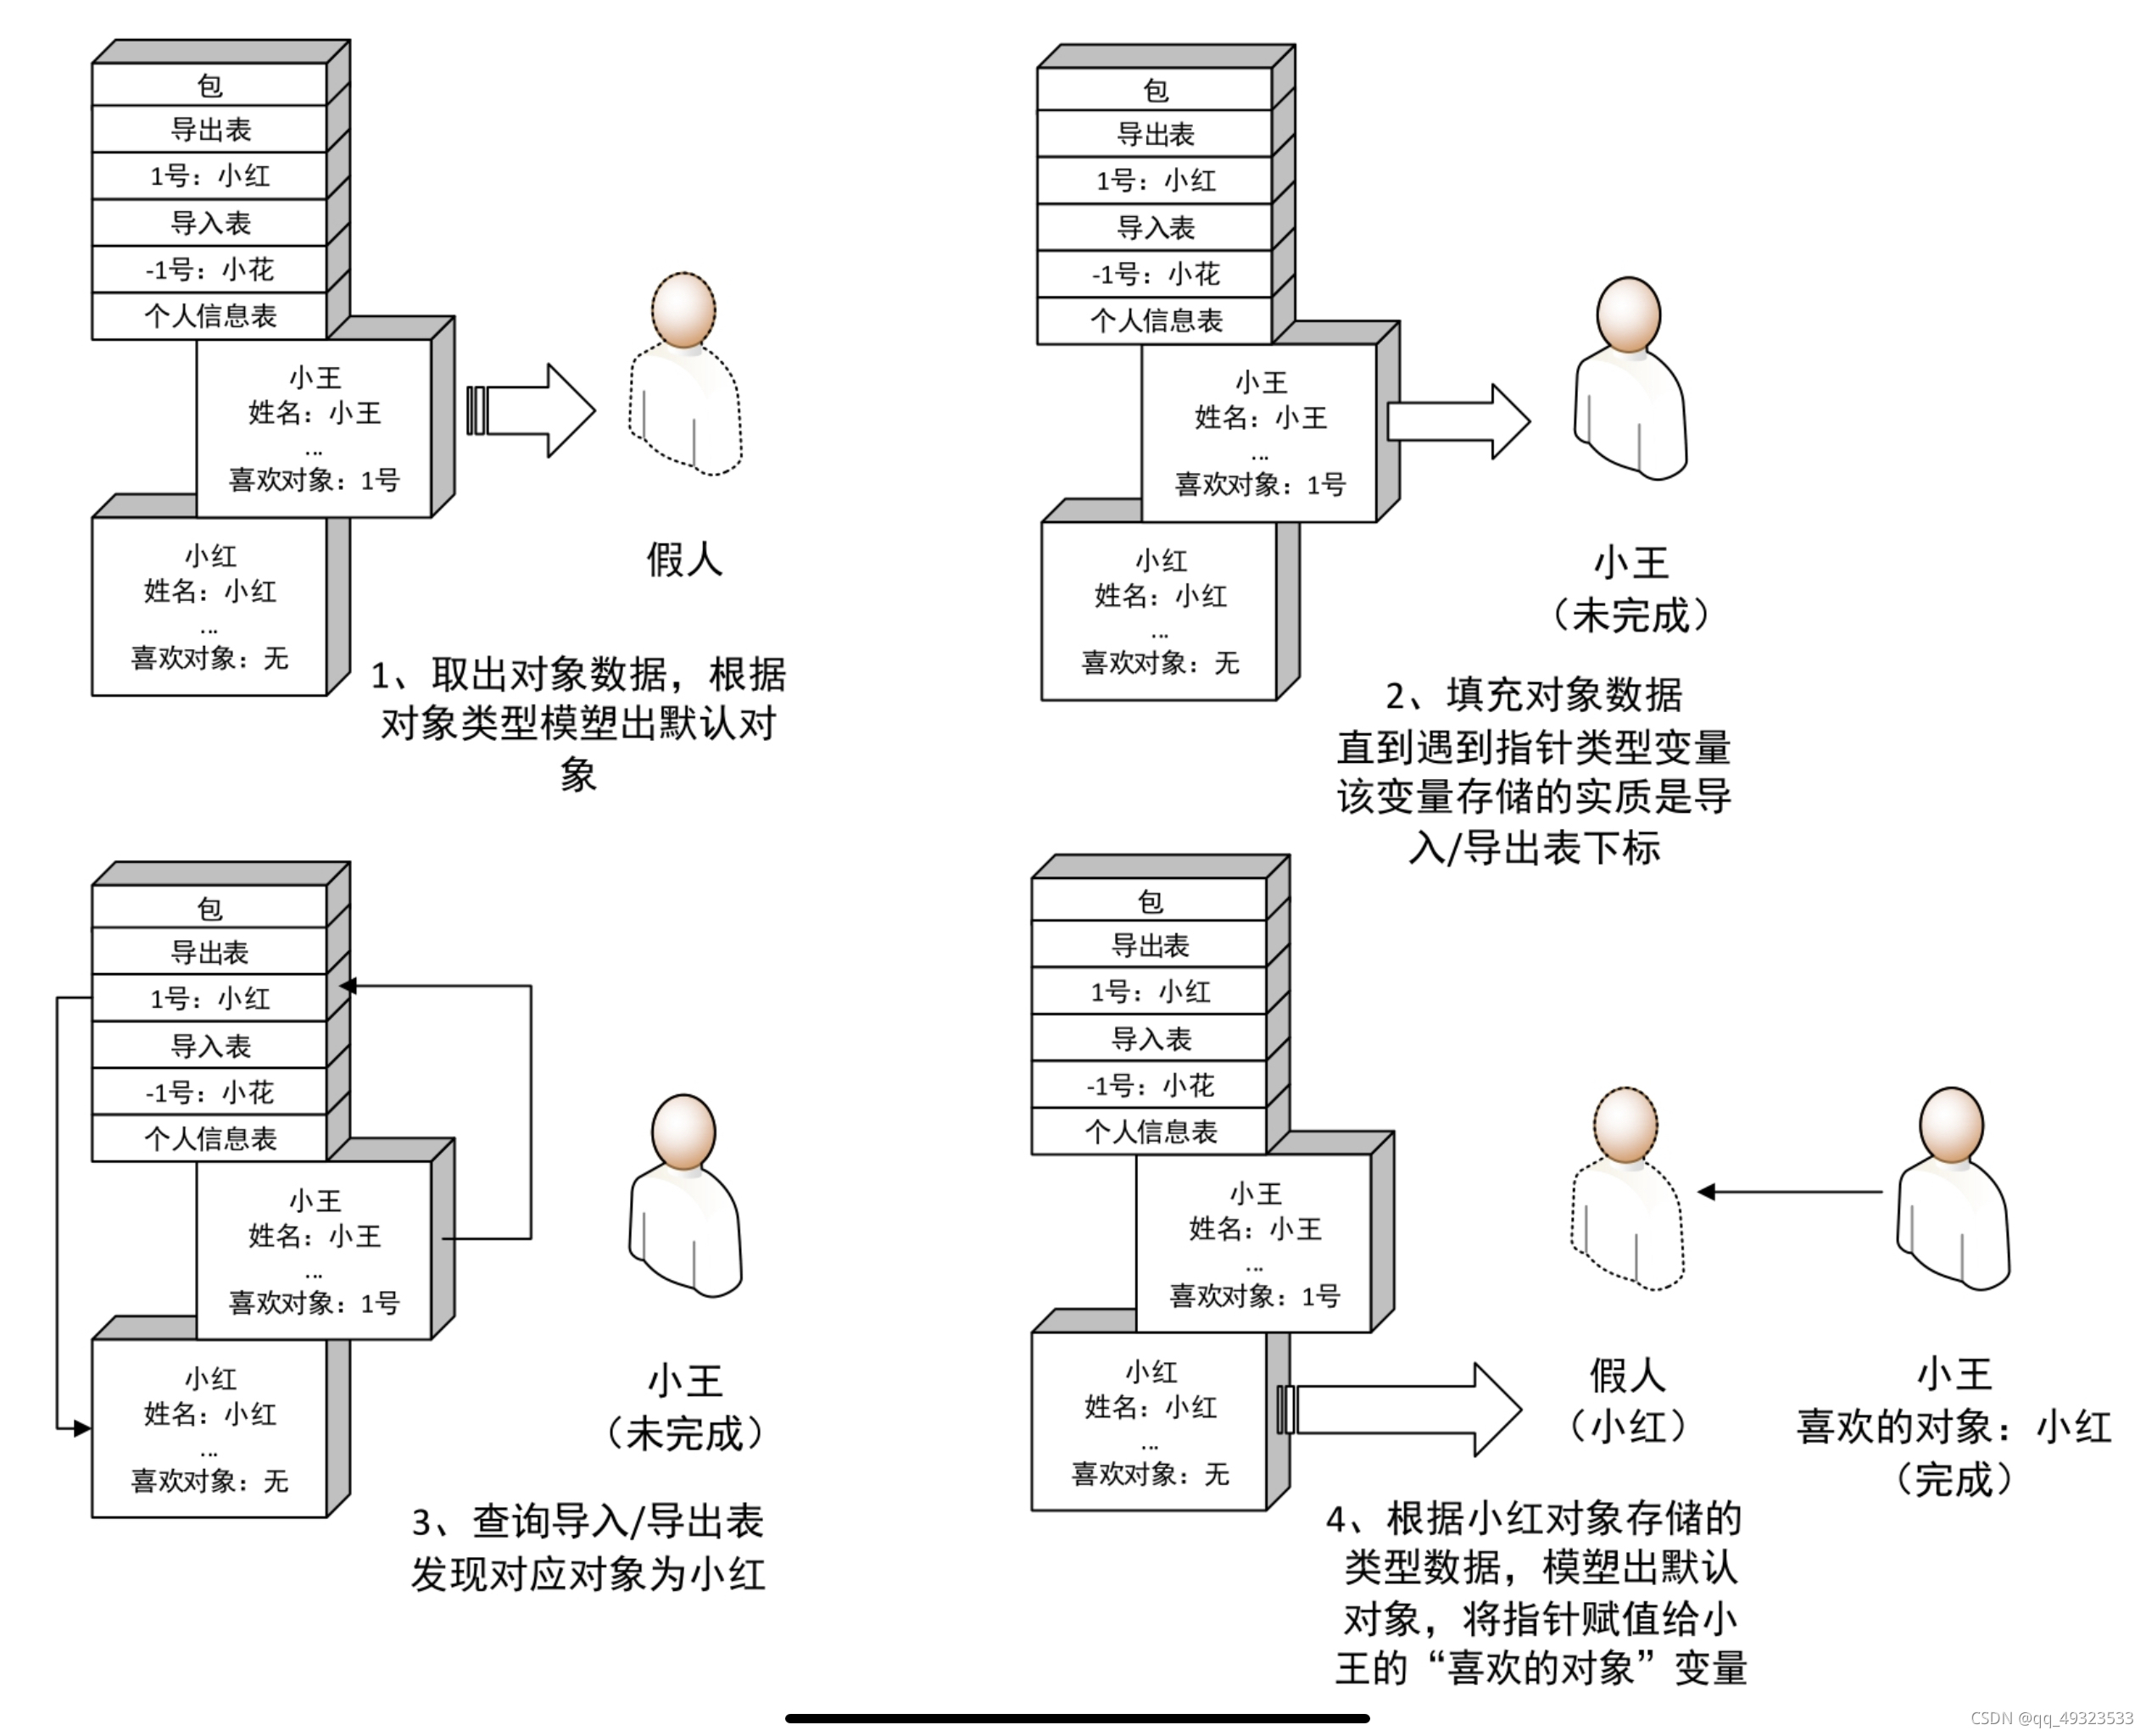 包
导出表
1号：小红
导入表
-1号：小花
个人信息表
小王
姓名：小王
...
喜欢对象：1号
小红
姓名：小红
...
喜欢对象：无
假人
1、取出对象数据，根据
对象类型模塑出默认对
象
包
导出表
1号：小红
导入表
-1号：小花
个人信息表
小王
姓名：小王
...
喜欢对象：1号
小红
姓名：小红
...
喜欢对象：无
小王
（未完成）
2、填充对象数据
直到遇到指针类型变量
该变量存储的实质是导
入/导出表下标
包
导出表
1号：小红
导入表
-1号：小花
个人信息表
小王
姓名：小王
...
喜欢对象：1号
小红
姓名：小红
...
喜欢对象：无
小王
（未完成）
3、查询导入/导出表
发现对应对象为小红
包
导出表
1号：小红
导入表
-1号：小花
个人信息表
小王
姓名：小王
...
喜欢对象：1号
小红
姓名：小红
...
喜欢对象：无
假人
（小红）
小王
喜欢的对象：小红
（完成）
4、根据小红对象存储的
类型数据，模塑出默认
对象，将指针赋值给小
王的“喜欢的对象”变量
CSDN @qq_49323533